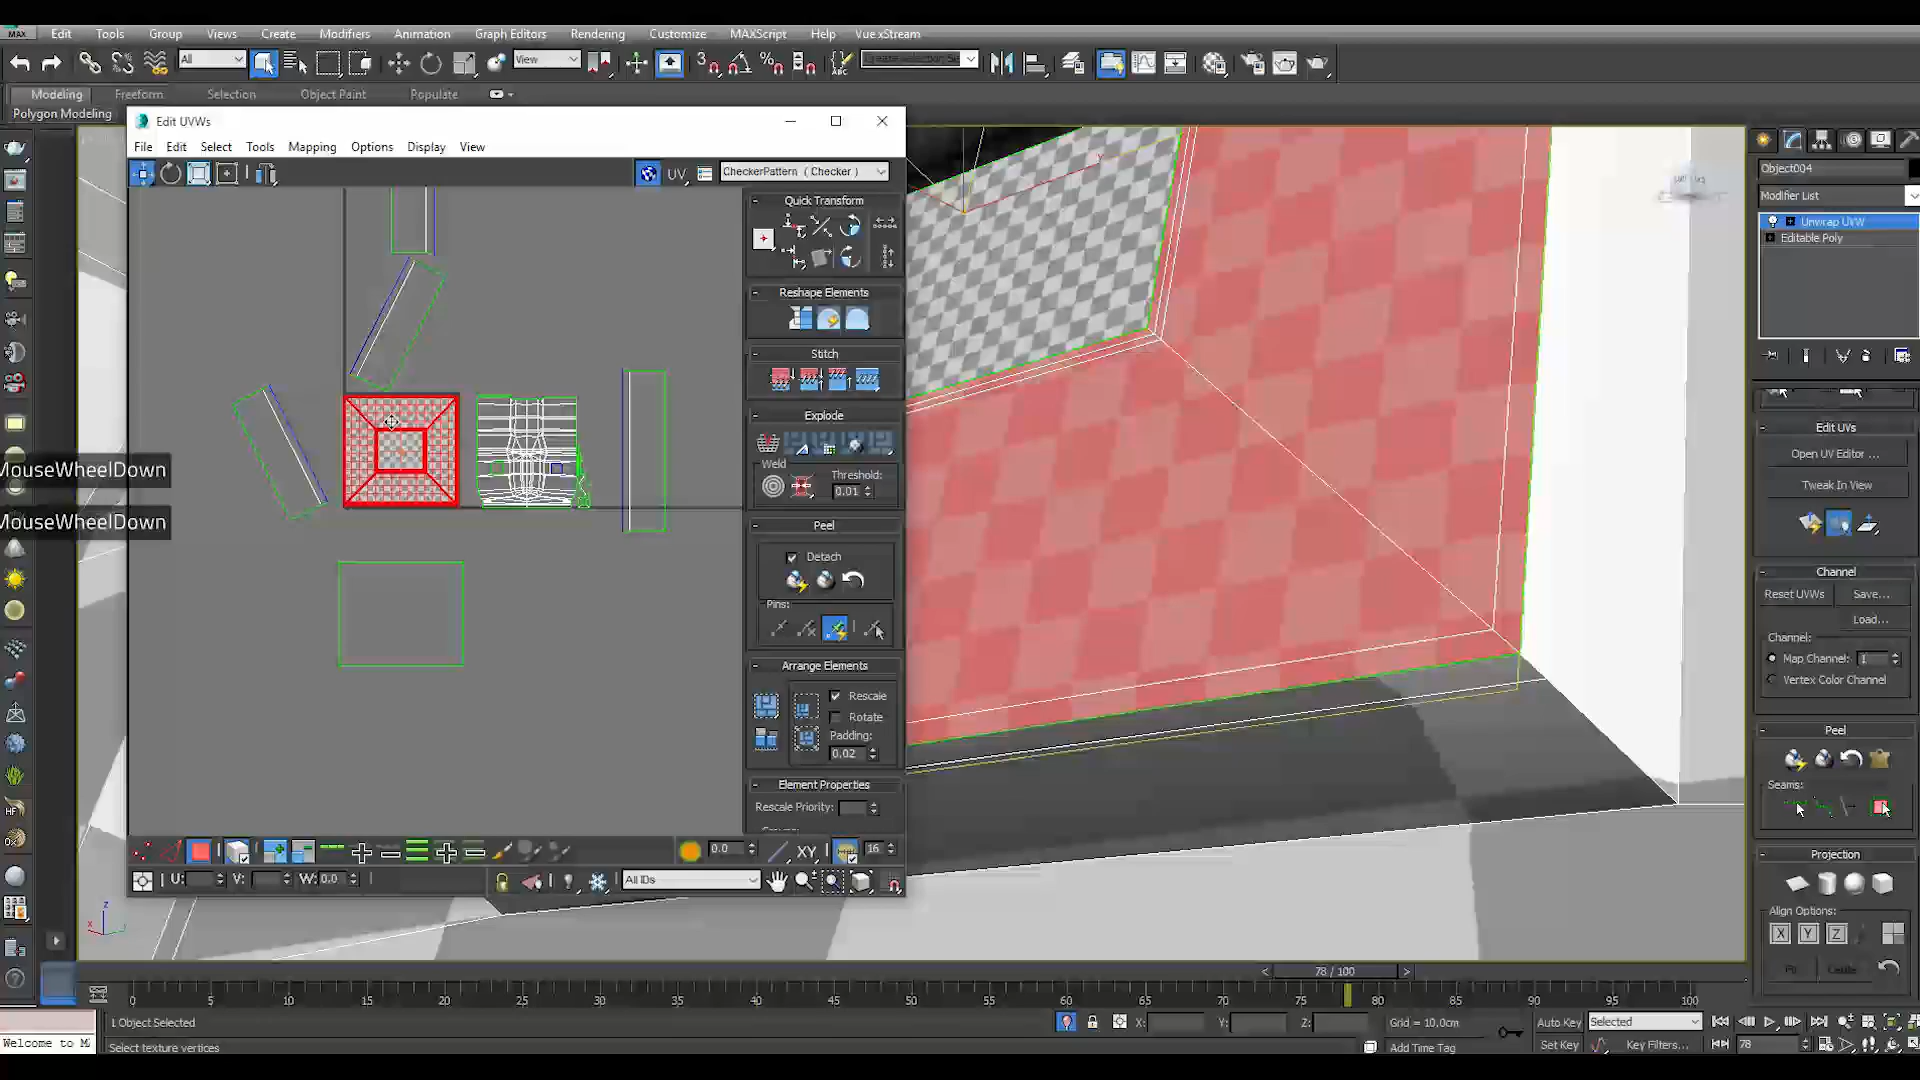 MAX
Edit Tools Group Views Create Modifiers Animation Graph Editors Rendering Customize MAXScript Help Vue xStream
All
View
3
ABC
Create Selection Se
Modeling Freeform Selection Object Paint Populate
Polygon Modeling
Edit UVWs
File Edit Select Tools Mapping Options Display View
UV
CheckerPattern ( Checker )
Quick Transform
Reshape Elements
Stitch
Explode
Weld
Threshold:
0.01
Peel
Detach
Pins:
Arrange Elements
Rescale
Rotate
Padding:
0.02
Element Properties
Rescale Priority:
0.0
XY
16
U: V: W: 0.0
All IDs
MouseWheelDown
MouseWheelDown
HF
Object004
Modifier List
Unwrap UVW
Editable Poly
Edit UVs
Open UV Editor ...
Tweak In View
Channel
Reset UVWs Save...
Load...
Channel:
Map Channel: 1
Vertex Color Channel
Peel
Seams:
Projection
Align Options:
X Y Z
z
x
Y
< 78 / 100 >
0 5 10 15 20 25 30 35 40 45 50 55 60 65 70 75 80 85 90 95 100
1 Object Selected
X: Y: Z:
Grid = 10.0cm
Auto Key
Selected
Welcome to M
Select texture vertices
Add Time Tag
Set Key
Key Filters...
78